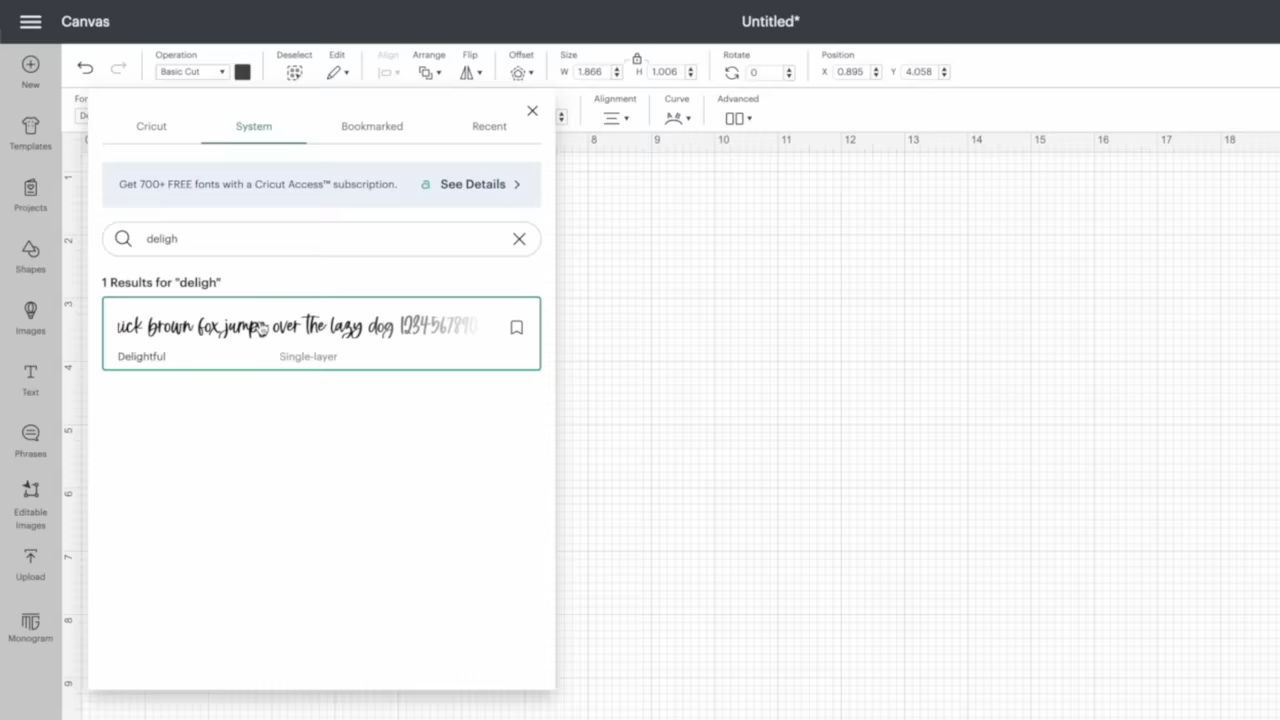 Canvas
Untitled*
New
Templates
Projects
Shapes
Images
Text
Phrases
Editable
Images
Upload
Monogram
Operation
Deselect
Edit
Align
Arrange
Flip
Offset
Size
Rotate
Position
Basic Cut
W 1.866
H 1.006
0
X 0.895
Y 4.058
Alignment
Curve
Advanced
8 9 10 11 12 13 14 15 16 17 18
1
2
3
4
5
6
7
8
9
Cricut
System
Bookmarked
Recent
Get 700+ FREE fonts with a Cricut Access™ subscription.
a See Details
deligh
1 Results for "deligh"
uick brown fox jumps over the lazy dog 1234567890
Delightful
Single-layer